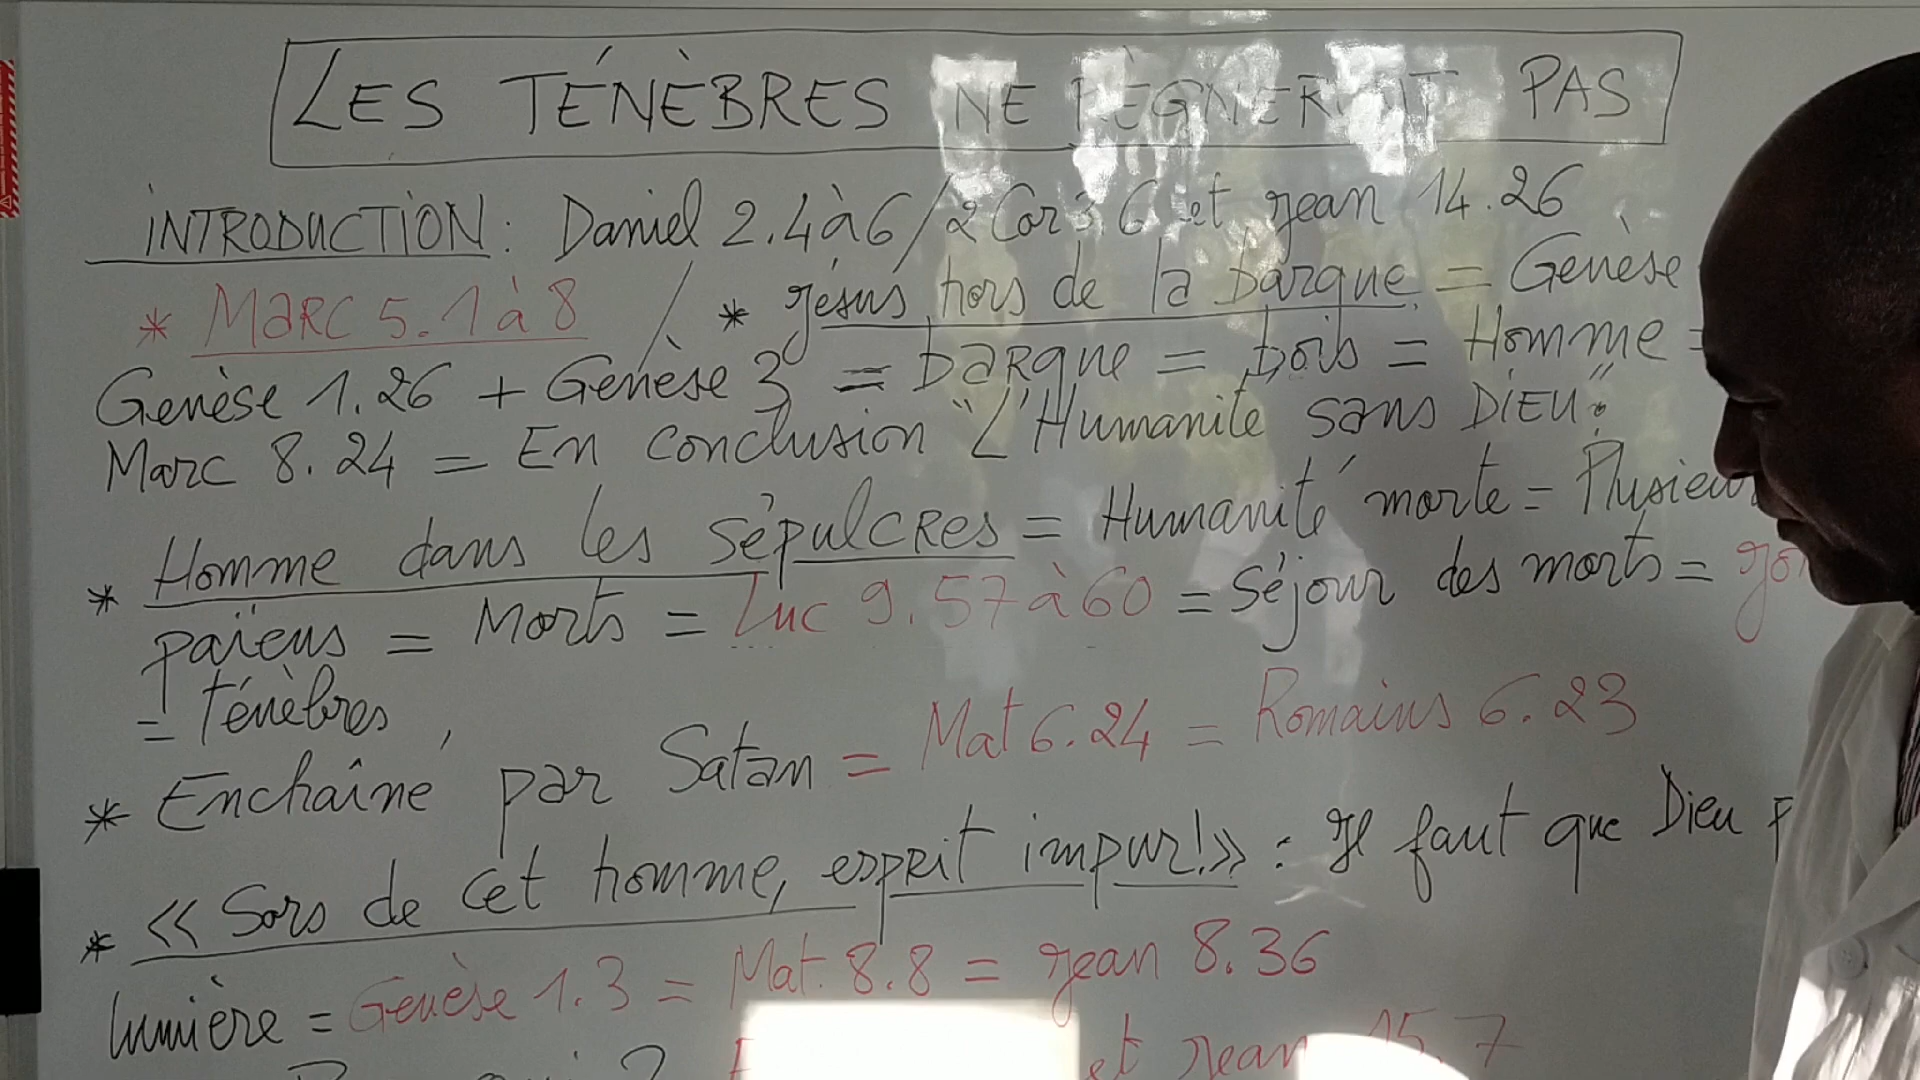 LES TÉNÈBRES NE RÈGNERONT PAS
INTRODUCTION: Daniel 2.4 à 6 / 2 Cor 3.6 et Jean 14.26
* MARC 5.1 à 8 / * Jésus hors de la barque = Genèse
Genèse 1.26 + Genèse 3 = barque = bois = Homme =
Marc 8.24 = En conclusion "L'Humanité sans DIEU".
* Homme dans les sépulcres = Humanité morte =
païens = Morts = Luc 9.57 à 60 = Séjour des morts =
= Ténèbres
* Enchaîné par Satan = Mat 6.24 = Romains 6.23
* « Sors de cet homme, esprit impur!» : Il faut que Dieu
lumière = Genèse 1.3 = Mat. 8.8 = Jean 8.36
et Jean 15.7